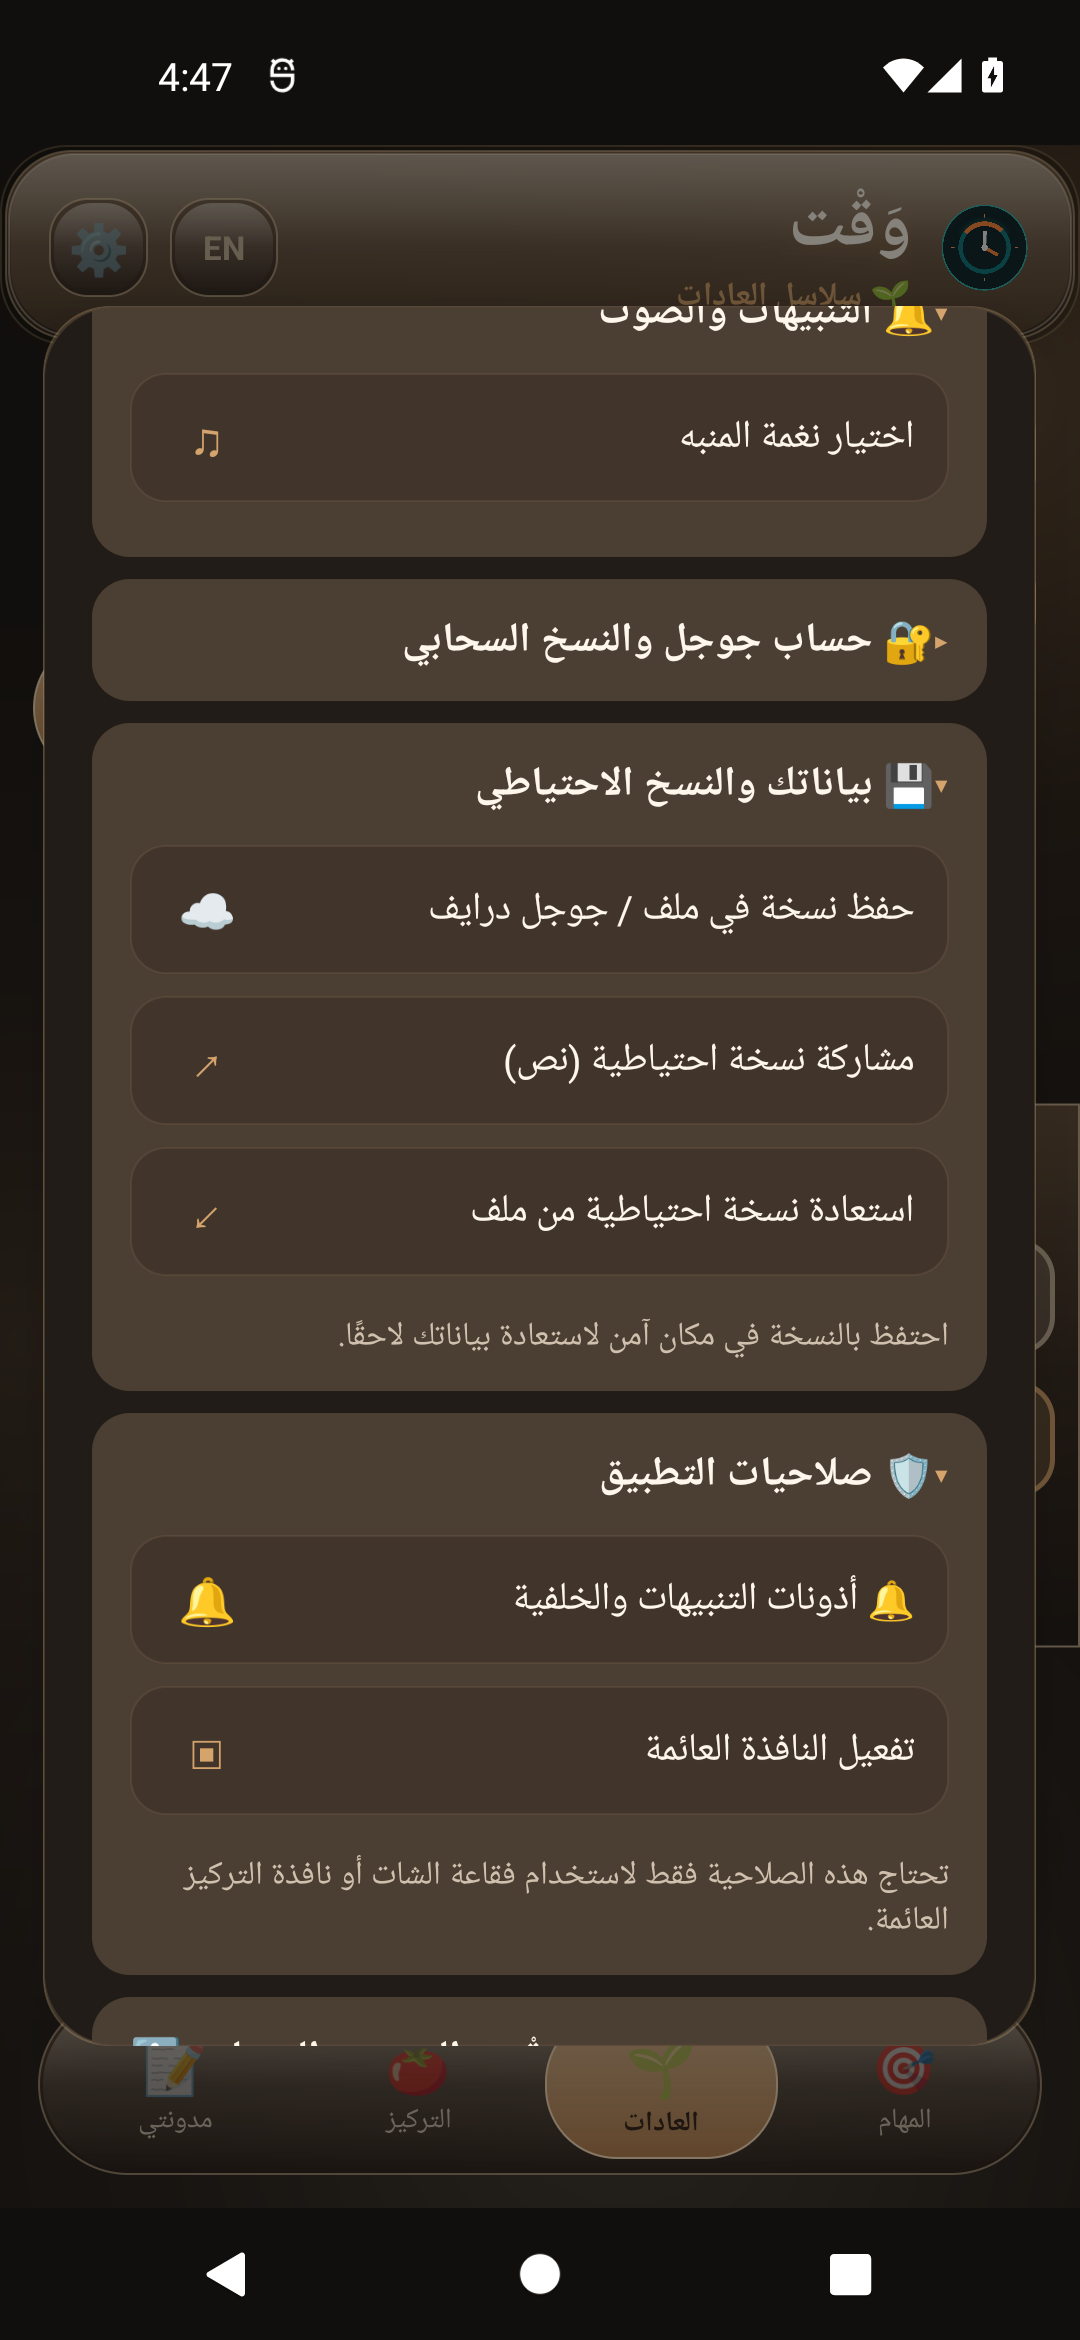 4:47
وَقْت
EN
🌱 سلاسل العادات
🔔 التنبيهات والصوت
اختيار نغمة المنبه
🔐 حساب جوجل والنسخ السحابي
💾 بياناتك والنسخ الاحتياطي
حفظ نسخة في ملف / جوجل درايف
مشاركة نسخة احتياطية (نص)
استعادة نسخة احتياطية من ملف
احتفظ بالنسخة في مكان آمن لاستعادة بياناتك لاحقًا.
🛡️ صلاحيات التطبيق
🔔 أذونات التنبيهات والخلفية
تفعيل النافذة العائمة
تحتاج هذه الصلاحية فقط لاستخدام فقاعة الشات أو نافذة التركيز
العائمة.
المهام
العادات
التركيز
مدونتي